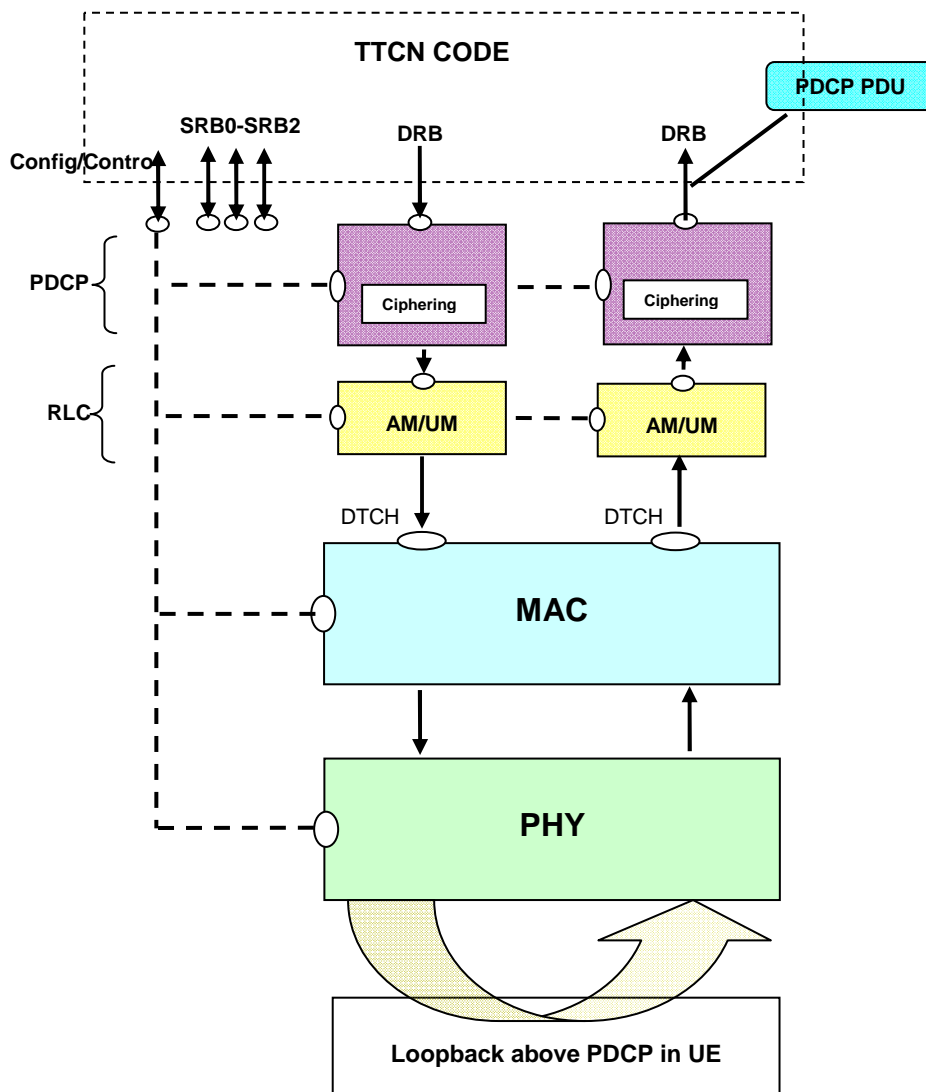 TTCN CODE
PDCP PDU
SRB0-SRB2
DRB
DRB
Config/Contro
PDCP
Ciphering
Ciphering
RLC
AM/UM
AM/UM
DTCH
DTCH
MAC
PHY
Loopback above PDCP in UE